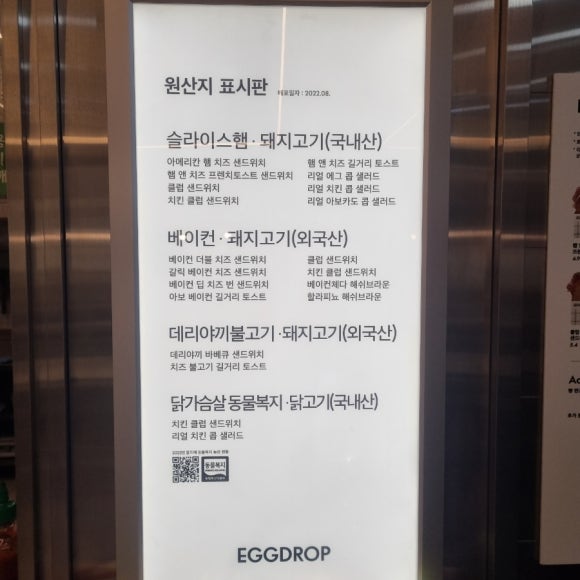 원산지 표시판 배포일자 : 2022.08.
슬라이스햄 · 돼지고기(국내산)
아메리칸 햄 치즈 샌드위치
햄 앤 치즈 프렌치토스트 샌드위치
클럽 샌드위치
치킨 클럽 샌드위치
햄 앤 치즈 길거리 토스트
리얼 에그 콥 샐러드
리얼 치킨 콥 샐러드
리얼 아보카도 콥 샐러드
베이컨 · 돼지고기(외국산)
베이컨 더블 치즈 샌드위치
갈릭 베이컨 치즈 샌드위치
베이컨 딥 치즈 번 샌드위치
아보 베이컨 길거리 토스트
클럽 샌드위치
치킨 클럽 샌드위치
베이컨체다 해쉬브라운
할라피뇨 해쉬브라운
데리야끼불고기 · 돼지고기(외국산)
데리야끼 바베큐 샌드위치
치즈 불고기 길거리 토스트
닭가슴살 동물복지 · 닭고기(국내산)
치킨 클럽 샌드위치
리얼 치킨 콥 샐러드
동물복지
EGGDROP